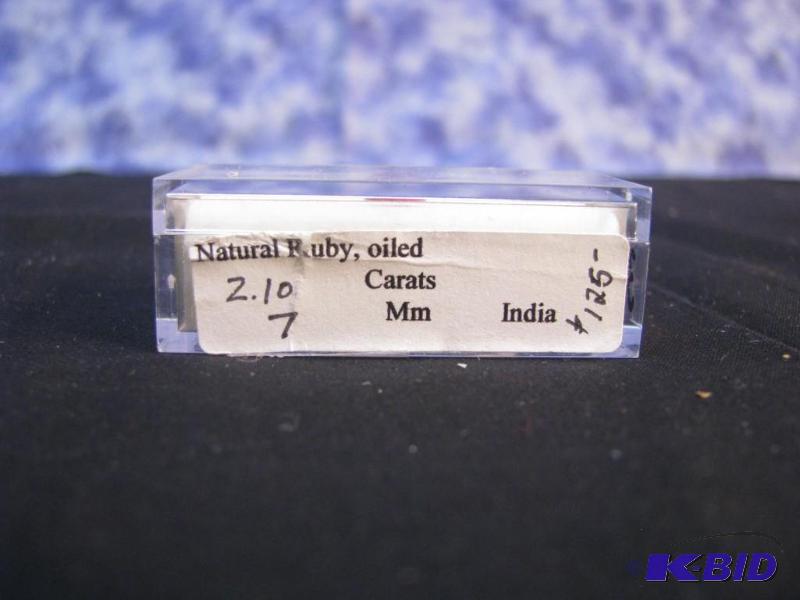 Natural Ruby, oiled
2.10 Carats
7 Mm India
$125-
K-BID